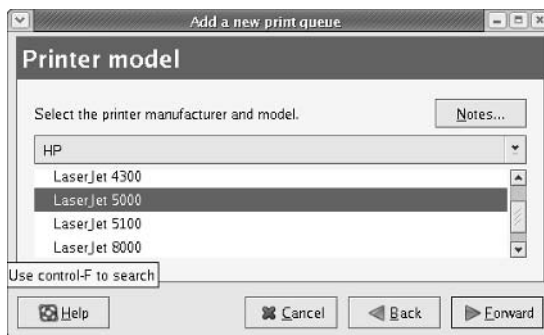 Add a new print queue
Printer model
Select the printer manufacturer and model.
Notes...
HP
LaserJet 4300
LaserJet 5000
LaserJet 5100
LaserJet 8000
Use control-F to search
Help
Cancel
Back
Forward